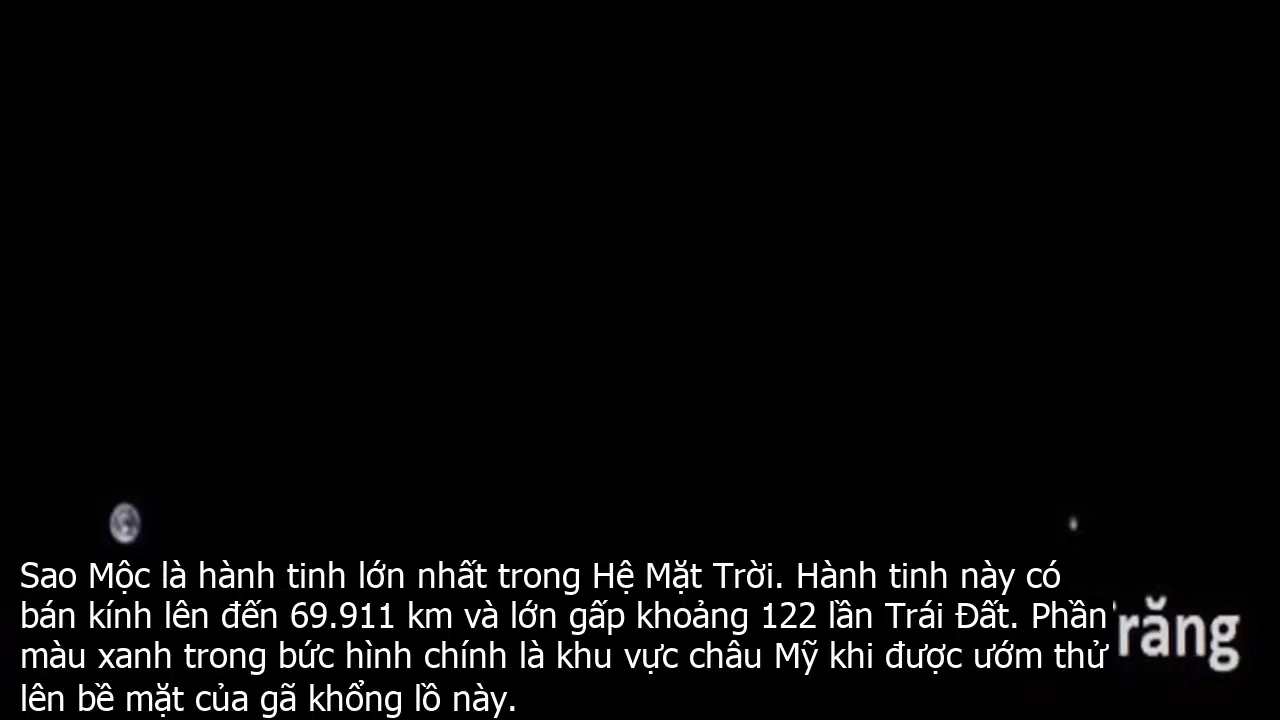 Sao Mộc là hành tinh lớn nhất trong Hệ Mặt Trời. Hành tinh này có
bán kính lên đến 69.911 km và lớn gấp khoảng 122 lần Trái Đất. Phần
màu xanh trong bức hình chính là khu vực châu Mỹ khi được ướm thử
lên bề mặt của gã khổng lồ này.
răng